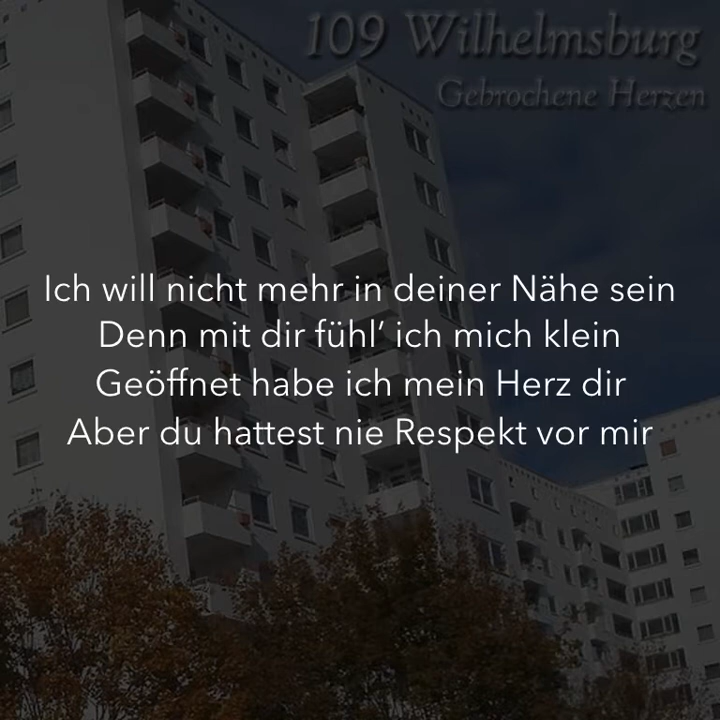 109 Wilhelmsburg
Gebrochene Herzen
Ich will nicht mehr in deiner Nähe sein
Denn mit dir fühl’ ich mich klein
Geöffnet habe ich mein Herz dir
Aber du hattest nie Respekt vor mir